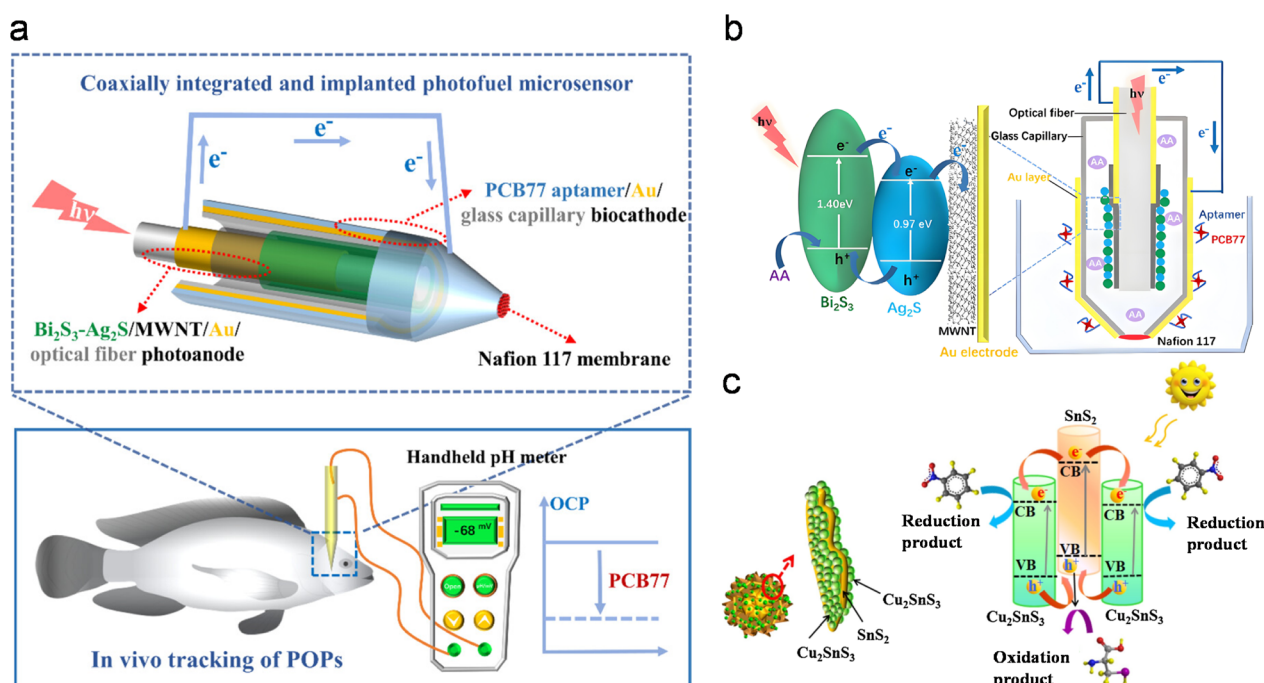 a
Coaxially integrated and implanted photofuel microsensor
e-
e-
e-
hν
PCB77 aptamer/Au/
glass capillary biocathode
Bi2S3-Ag2S/MWNT/Au/
optical fiber photoanode
Nafion 117 membrane
Handheld pH meter
-68 mV
Open
OCP
PCB77
In vivo tracking of POPs
b
hν
e-
e-
e-
e-
1.40eV
0.97 eV
h+
h+
AA
Bi2S3
Ag2S
MWNT
Au electrode
e-
e-
e-
hν
Optical fiber
Glass Capillary
Au layer
AA
AA
AA
AA
AA
Aptamer
PCB77
Nafion 117
c
Cu2SnS3
SnS2
Cu2SnS3
SnS2
e-
CB
e-
CB
e-
CB
Reduction
product
Reduction
product
VB
h+
VB
h+
VB
h+
Cu2SnS3
Cu2SnS3
Oxidation
product